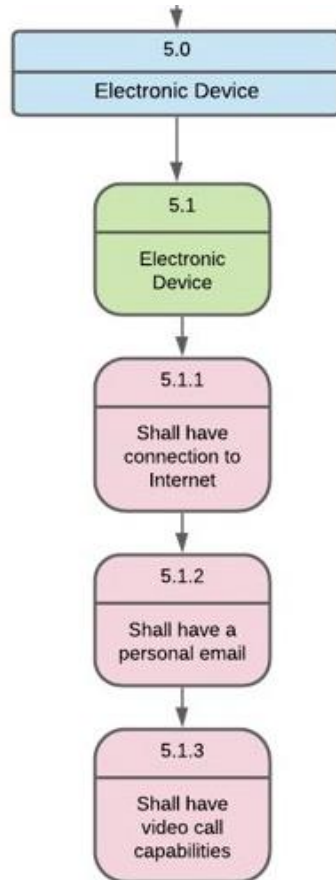 5.0
Electronic Device
5.1
Electronic
Device
5.1.1
Shall have
connection to
Internet
5.1.2
Shall have a
personal email
5.1.3
Shall have
video call
capabilities